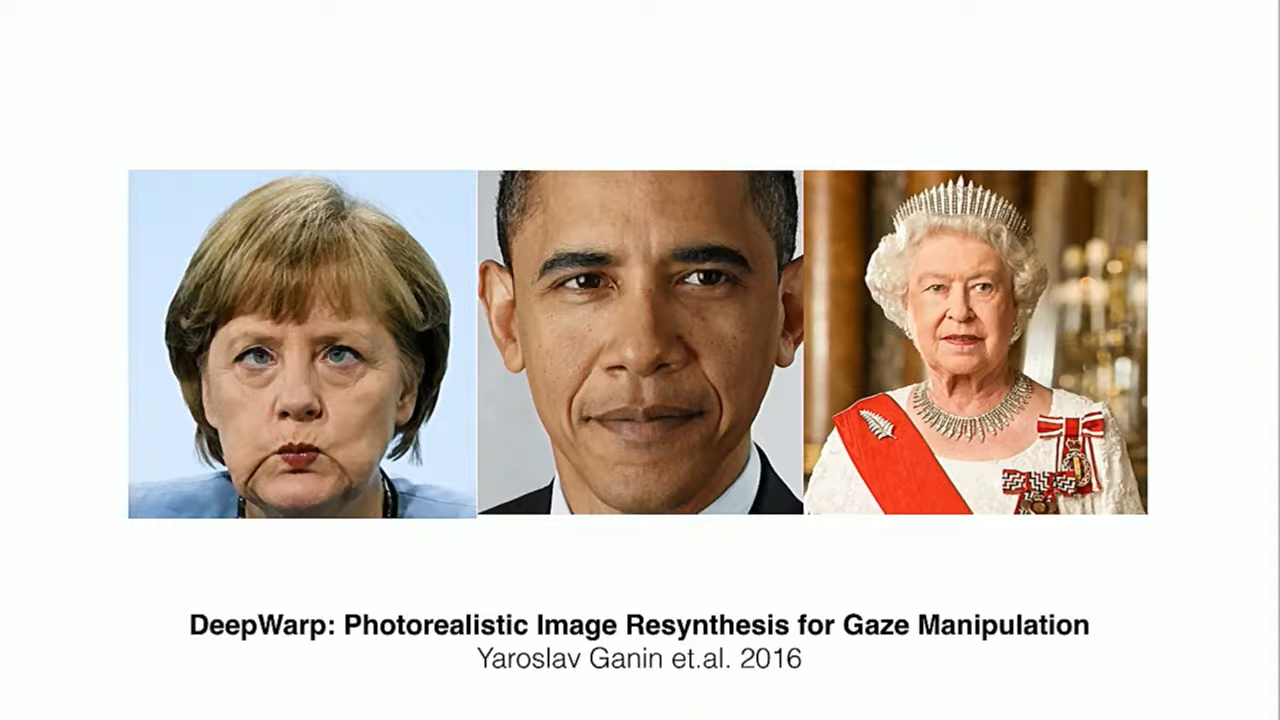 DeepWarp: Photorealistic Image Resynthesis for Gaze Manipulation
Yaroslav Ganin et.al. 2016